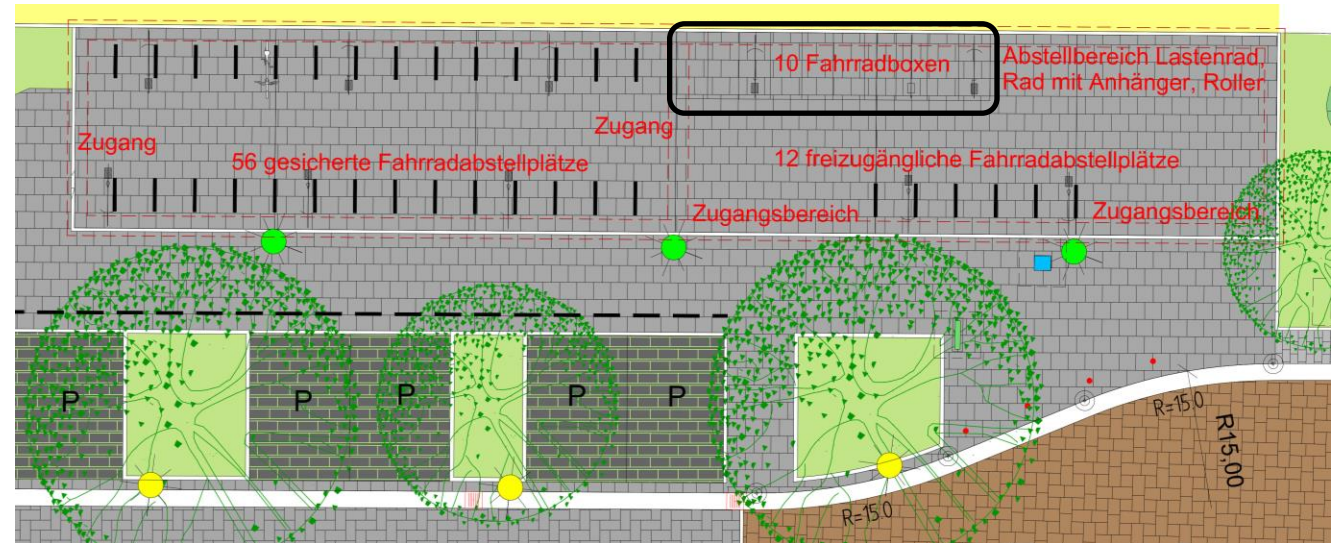 10 Fahrradboxen
Abstellbereich Lastenrad,
Rad mit Anhänger, Roller
Zugang
Zugang
56 gesicherte Fahrradabstellplätze
12 freizugängliche Fahrradabstellplätze
Zugangsbereich
Zugangsbereich
P
P
P
P
P
R=15.0
R15,00
R=15.0